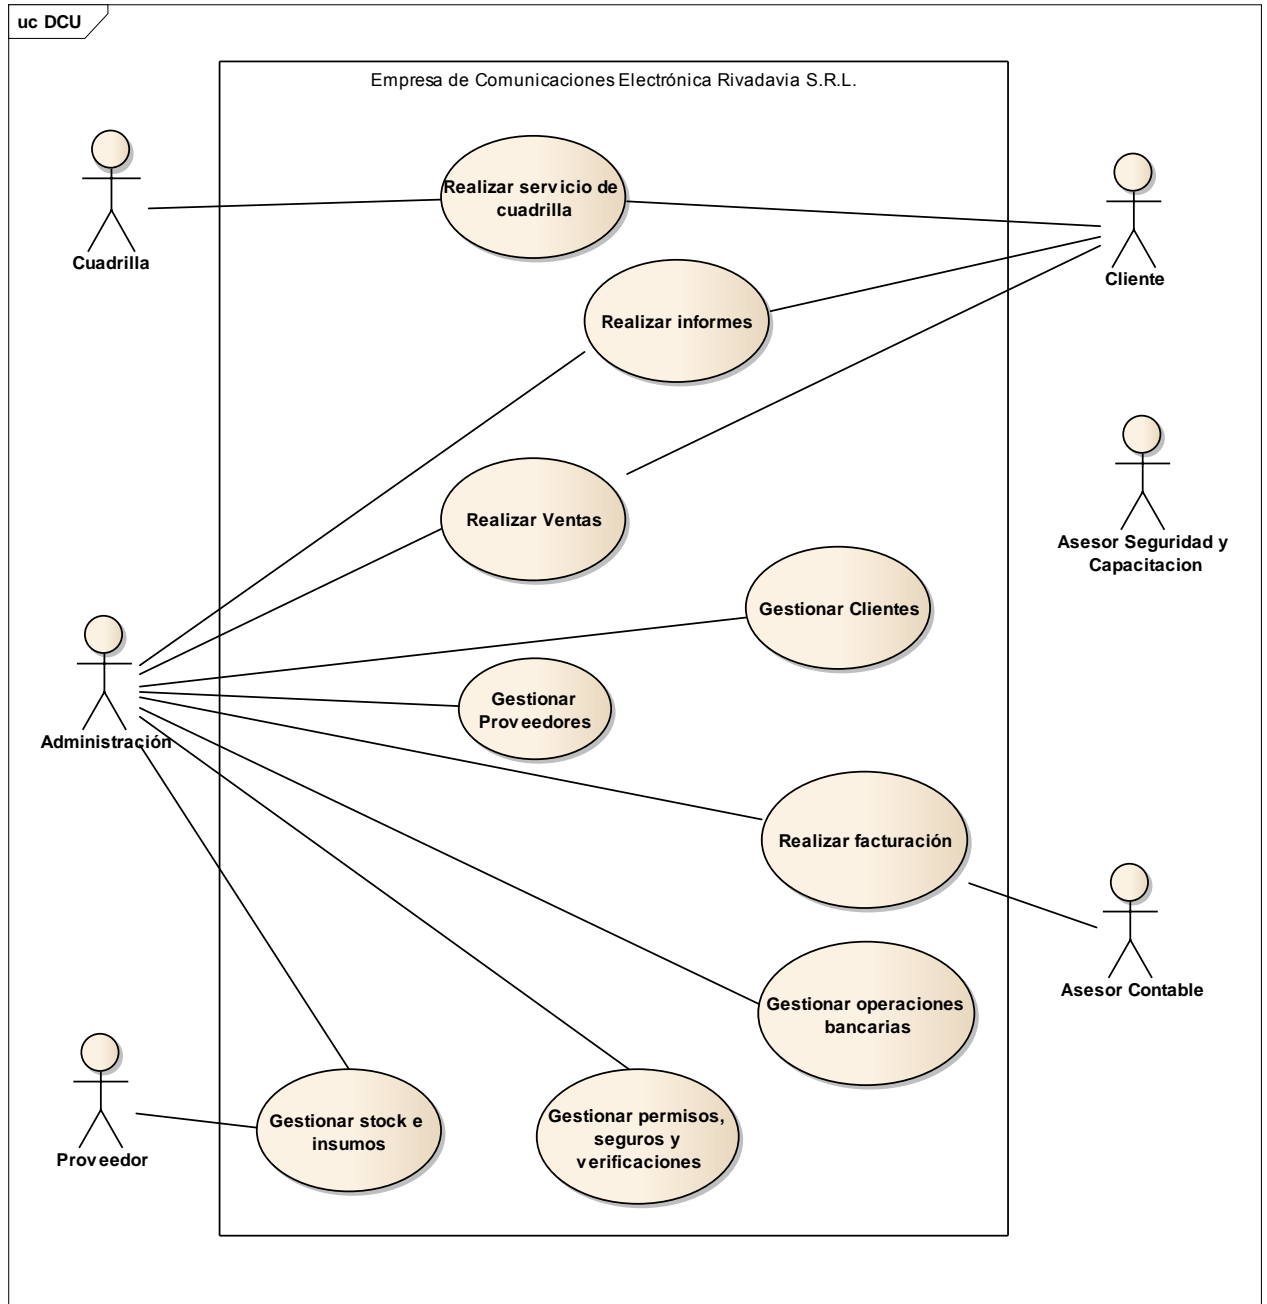 uc DCU
Empresa de Comunicaciones Electrónica Rivadavia S.R.L.
Realizar servicio de
cuadrilla
Cuadrilla
Cliente
Realizar informes
Realizar Ventas
Asesor Seguridad y
Capacitacion
Gestionar Clientes
Gestionar
Proveedores
Administración
Realizar facturación
Asesor Contable
Gestionar operaciones
bancarias
Gestionar stock e
insumos
Gestionar permisos,
seguros y
verificaciones
Proveedor